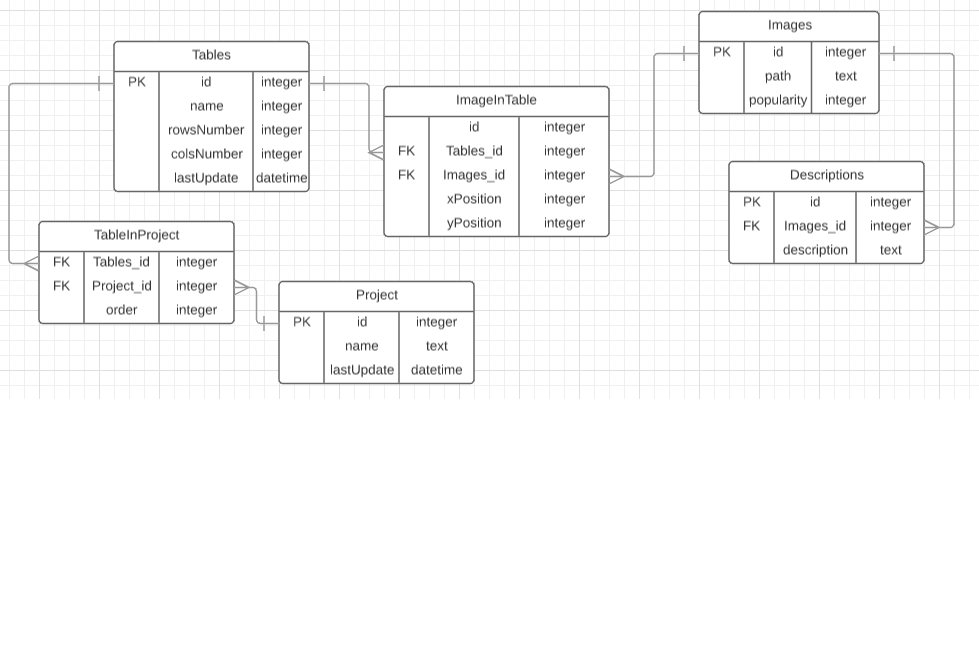 Images
PK id integer
path text
popularity integer
Tables
PK id integer
name integer
rowsNumber integer
colsNumber integer
lastUpdate datetime
ImageInTable
id integer
FK Tables_id integer
FK Images_id integer
xPosition integer
yPosition integer
Descriptions
PK id integer
FK Images_id integer
description text
TableInProject
FK Tables_id integer
FK Project_id integer
order integer
Project
PK id integer
name text
lastUpdate datetime